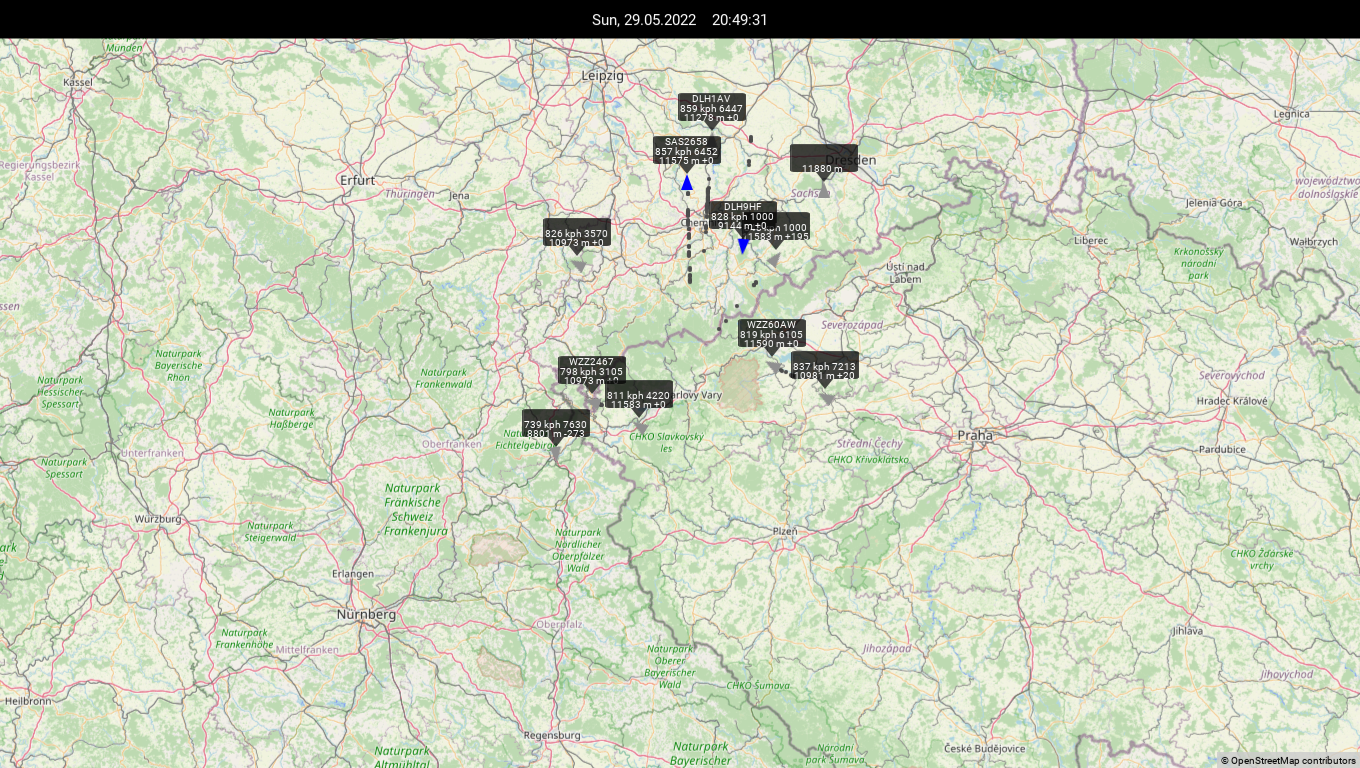 Sun, 29.05.2022 20:49:31
Münden
Kassel
Leipzig
Legnica
DLH1AV
859 kph 6447
11278 m +0
SAS2658
857 kph 6452
11575 m +0
Dresden
11880 m
Regierungsbezirk
Kassel
Erfurt
Thüringen
Jena
Sachsen
województwo
dolnośląskie
Jelenia Góra
DLH9HF
828 kph 1000
9144 m +0
kph 1000
11583 m +195
Chem
826 kph 3570
10973 m +0
Liberec
Wałbrzych
Krkonošský
národní
park
Ústí nad
Labem
ssen
WZZ60AW
819 kph 6105
11590 m +0
Severozápad
Naturpark
Bayerische
Rhön
WZZ2467
798 kph 3105
10973 m +0
837 kph 7213
10981 m +20
Naturpark
Frankenwald
Severovýchod
Naturpark
Hessischer
Spessart
811 kph 4220
11583 m +0
arlovy Vary
Hradec Králové
Naturpark
Haßberge
739 kph 7630
8801 m -273
Fichtelgebirge
Oberfranken
CHKO Slavkovský
les
Praha
Střední Čechy
CHKO Křivoklátsko
Unterfranken
Pardubice
Naturpark
Spessart
Naturpark
Fränkische
Schweiz
Frankenjura
Würzburg
Naturpark
Steigerwald
Plzeň
Naturpark
Nördlicher
Oberpfälzer
Wald
ark
CHKO Žďárske
vrchy
Erlangen
Nürnberg
Oberpfalz
Jihlava
Naturpark
Frankenhöhe
Mittelfranken
Jihozápad
Naturpark
Oberer
Bayerischer
Wald
CHKO Šumava
Jihovýchod
Heilbronn
Regensburg
Naturpark
Altmühltal
Naturpark
Bayerischer
Národní
park Šumava
České Budějovice
© OpenStreetMap contributors